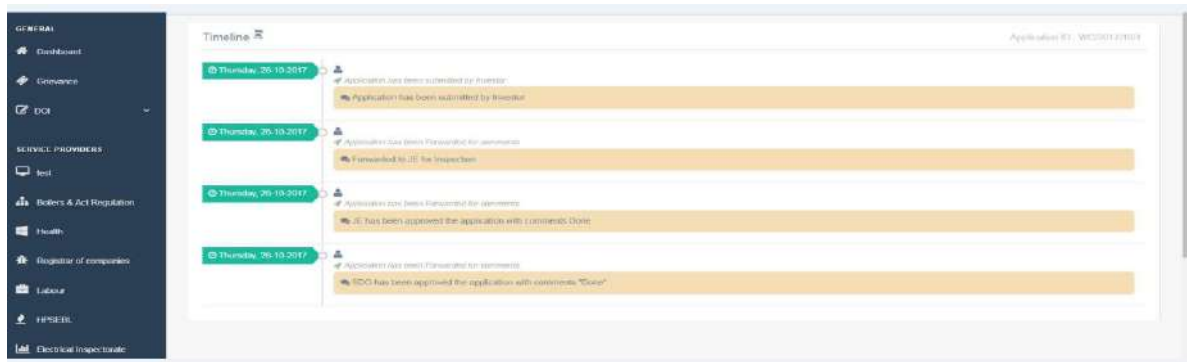 GENERAL
Dashboard
Grievance
DOI
SERVICE PROVIDERS
test
Boilers & Act Regulation
Health
Registrar of companies
Labour
HPSEBL
Electrical Inspectorate
Timeline
Application ID :
Thursday, 26-10-2017
Application has been submitted by Investor
Application has been submitted by Investor
Thursday, 26-10-2017
Application has been Forwarded for comments
Forwarded to JE for Inspection
Thursday, 26-10-2017
Application has been Forwarded for comments
JE has been approved the application with comments Done
Thursday, 26-10-2017
Application has been Forwarded for comments
SDO has been approved the application with comments "Done"